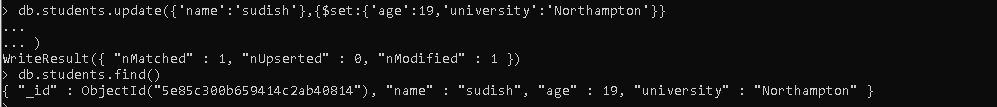 > db.students.update({'name':'sudish'},{$set:{'age':19,'university':'Northampton'}}
...
... )
WriteResult({ "nMatched" : 1, "nUpserted" : 0, "nModified" : 1 })
> db.students.find()
{ "_id" : ObjectId("5e85c300b659414c2ab40814"), "name" : "sudish", "age" : 19, "university" : "Northampton" }